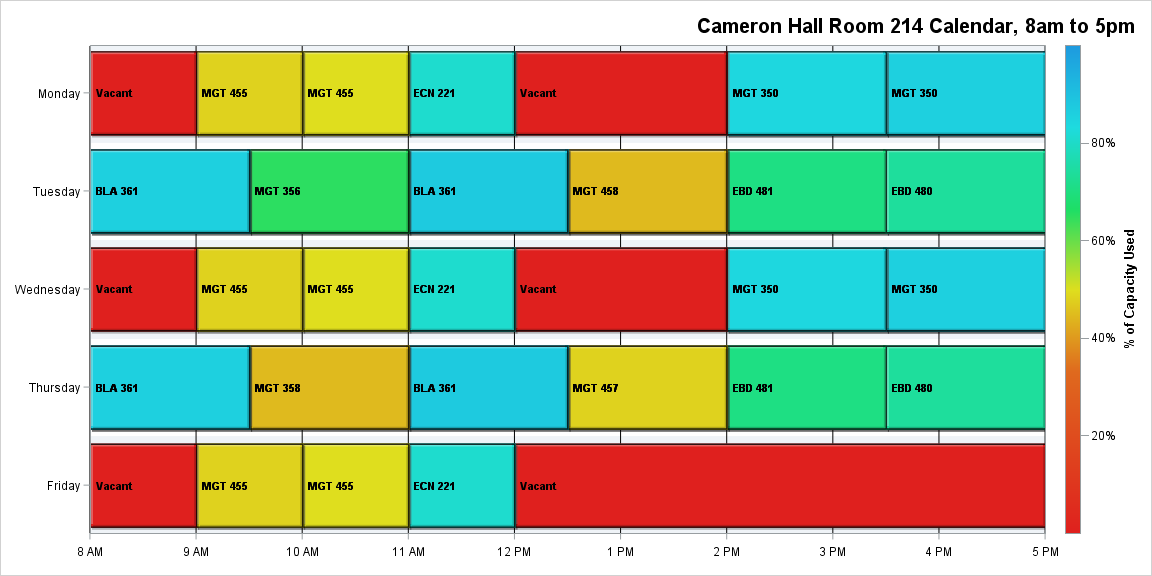 Cameron Hall Room 214 Calendar, 8am to 5pm
Monday
Vacant
MGT 455
MGT 455
ECN 221
Vacant
MGT 350
MGT 350
Tuesday
BLA 361
MGT 356
BLA 361
MGT 458
EBD 481
EBD 480
Wednesday
Vacant
MGT 455
MGT 455
ECN 221
Vacant
MGT 350
MGT 350
Thursday
BLA 361
MGT 358
BLA 361
MGT 457
EBD 481
EBD 480
Friday
Vacant
MGT 455
MGT 455
ECN 221
Vacant
8 AM
9 AM
10 AM
11 AM
12 PM
1 PM
2 PM
3 PM
4 PM
5 PM
80%
60%
40%
20%
% of Capacity Used